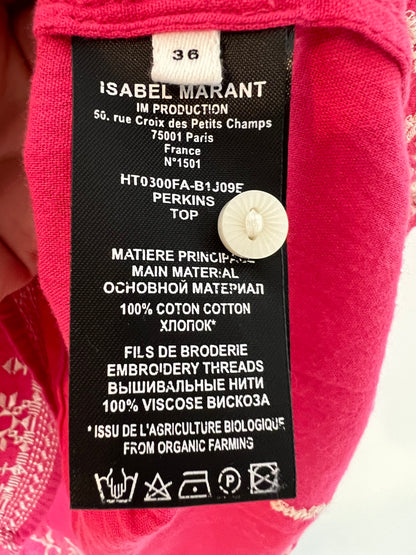 36
ISABEL MARANT
IM PRODUCTION
50, rue Croix des Petits Champs
75001 Paris
France
N°1501
HT0300FA-B1J09E
PERKINS
TOP
MATIERE PRINCIPALE
MAIN MATERIAL
ОСНОВНОЙ МАТЕРИАЛ
100% COTON COTTON
ХЛОПОК*
FILS DE BRODERIE
EMBROIDERY THREADS
ВЫШИВАЛЬНЫЕ НИТИ
100% VISCOSE ВИСКОЗА
* ISSU DE L'AGRICULTURE BIOLOGIQUE
FROM ORGANIC FARMING
P